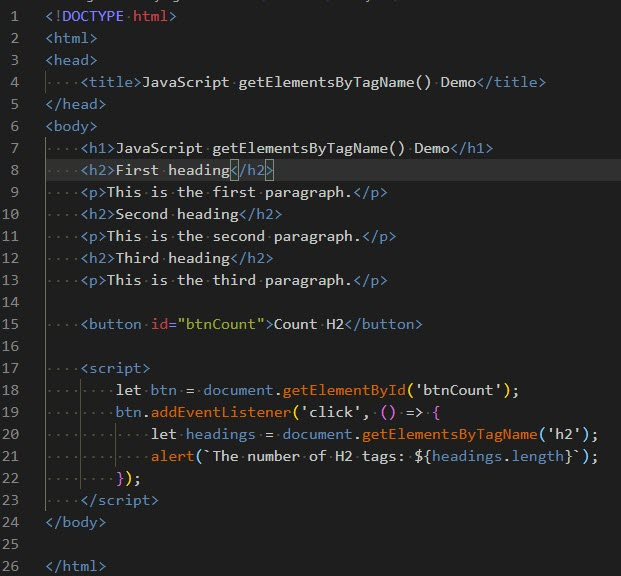 1 <!DOCTYPE html>
2 <html>
3 <head>
4     <title>JavaScript getElementsByTagName() Demo</title>
5 </head>
6 <body>
7     <h1>JavaScript getElementsByTagName() Demo</h1>
8     <h2>First heading</h2>
9     <p>This is the first paragraph.</p>
10     <h2>Second heading</h2>
11     <p>This is the second paragraph.</p>
12     <h2>Third heading</h2>
13     <p>This is the third paragraph.</p>
14
15     <button id="btnCount">Count H2</button>
16
17     <script>
18         let btn = document.getElementById('btnCount');
19         btn.addEventListener('click', () => {
20             let headings = document.getElementsByTagName('h2');
21             alert(`The number of H2 tags: ${headings.length}`);
22         });
23     </script>
24 </body>
25
26 </html>